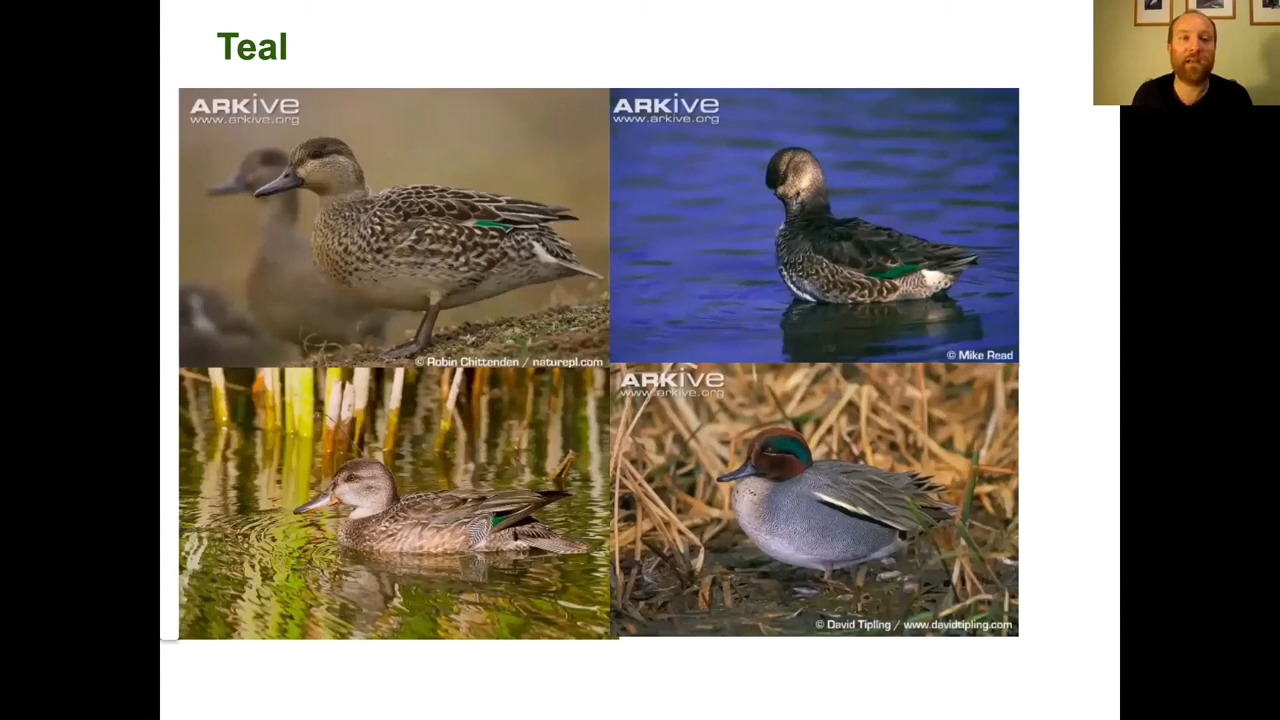 Teal
ARKive
www.arkive.org
ARKive
www.arkive.org
© Robin Chittenden / naturepl.com
© Mike Read
ARKive
www.arkive.org
© David Tipling / www.davidtipling.com